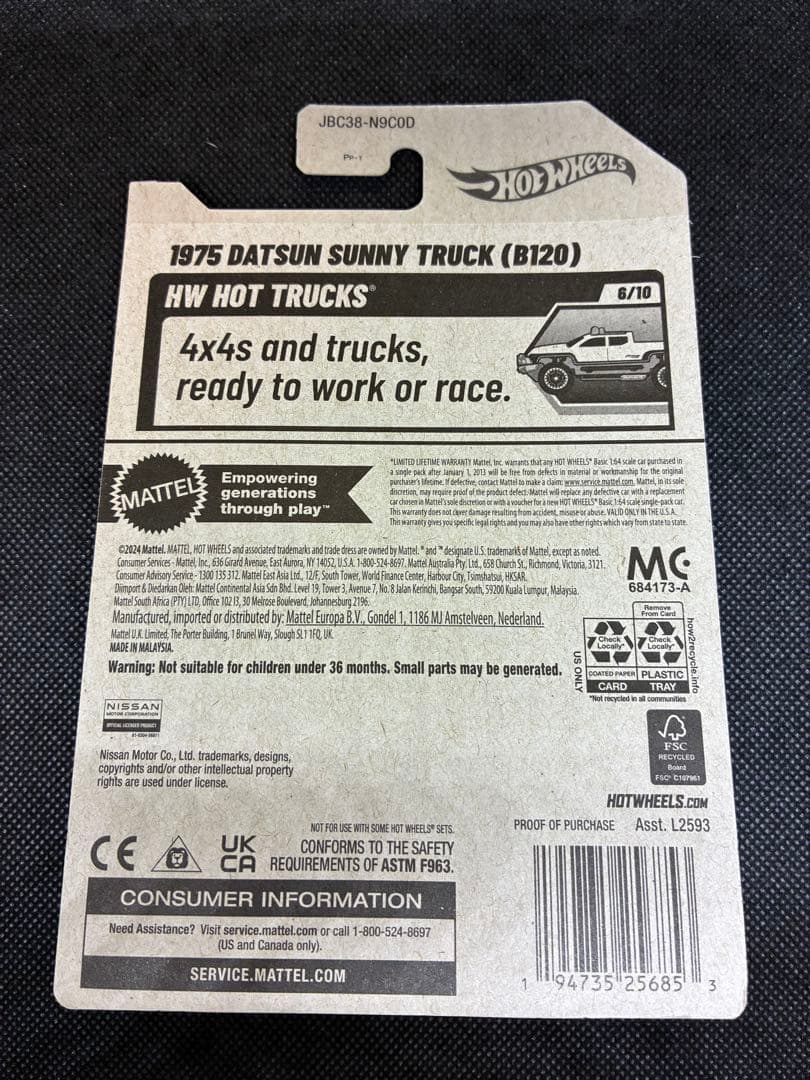 JBC38-N9C0D
PP-1
HOT WHEELS
1975 DATSUN SUNNY TRUCK (B120)
HW HOT TRUCKS®
6/10
4x4s and trucks,
ready to work or race.
MATTEL
Empowering
generations
through play™
*LIMITED LIFETIME WARRANTY Mattel, Inc. warrants that any HOT WHEELS® Basic 1:64 scale car purchased in
a single pack after January 1, 2013 will be free from defects in material or workmanship for the original
purchaser's lifetime. If defective, contact Mattel to make a claim: www.service.mattel.com. Mattel, in its sole
discretion, may require proof of the product defect. Mattel will replace any defective car with a replacement
car chosen in Mattel's sole discretion or with a voucher for a new HOT WHEELS® Basic 1:64 scale single-pack car.
This warranty does not cover damage resulting from accident, misuse or abuse. VALID ONLY IN THE U.S.A.
This warranty gives you specific legal rights and you may also have other rights which vary from state to state.
©2024 Mattel. MATTEL, HOT WHEELS and associated trademarks and trade dress are owned by Mattel. ® and ™ designate U.S. trademarks of Mattel, except as noted.
Consumer Services - Mattel, Inc., 636 Girard Avenue, East Aurora, NY 14052, U.S.A. 1-800-524-8697. Mattel Australia Pty. Ltd., 658 Church St., Richmond, Victoria, 3121.
Consumer Advisory Service - 1300 135 312. Mattel East Asia Ltd., 12/F, South Tower, World Finance Center, Harbour City, Tsimshatsui, HKSAR.
Diimport & Diedarkan Oleh: Mattel Continental Asia Sdn Bhd. Level 19, Tower 3, Avenue 7, No. 8 Jalan Kerinchi, Bangsar South, 59200 Kuala Lumpur, Malaysia.
Mattel South Africa (PTY) LTD, Office 102 I3, 30 Melrose Boulevard, Johannesburg 2196.
Manufactured, imported or distributed by: Mattel Europa B.V., Gondel 1, 1186 MJ Amstelveen, Nederland.
Mattel U.K. Limited, The Porter Building, 1 Brunel Way, Slough SL1 1FQ, UK.
MADE IN MALAYSIA.
Warning: Not suitable for children under 36 months. Small parts may be generated.
MC
684173-A
Remove
From Card
Check
Locally*
Check
Locally*
COATED PAPER
PLASTIC
CARD
TRAY
US ONLY
how2recycle.info
*Not recycled in all communities
NISSAN
MOTOR CORPORATION
OFFICIAL LICENSED PRODUCT
Nissan Motor Co., Ltd. trademarks, designs,
copyrights and/or other intellectual property
rights are used under license.
FSC
RECYCLED
Board
FSC® C107961
HOTWHEELS.COM
PROOF OF PURCHASE Asst. L2593
CE
UK
CA
NOT FOR USE WITH SOME HOT WHEELS® SETS.
CONFORMS TO THE SAFETY
REQUIREMENTS OF ASTM F963.
CONSUMER INFORMATION
Need Assistance? Visit service.mattel.com or call 1-800-524-8697
(US and Canada only).
SERVICE.MATTEL.COM
1 94735 25685 3